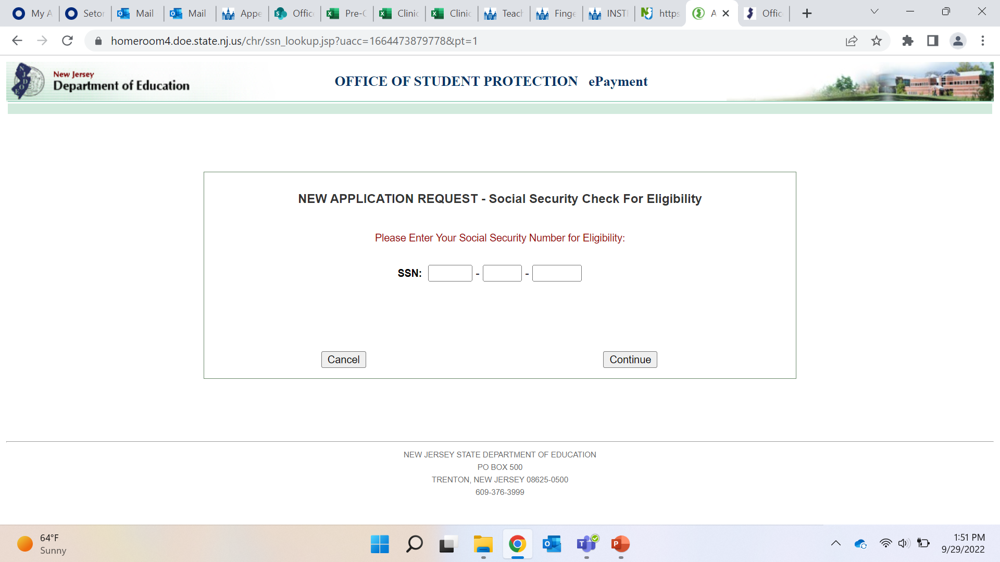 My A
Seton
Mail
Mail
Appe
Office
Pre-C
Clinic
Clinic
Teach
Finge
INSTI
https
A
Offic
homeroom4.doe.state.nj.us/chr/ssn_lookup.jsp?uacc=1664473879778&pt=1
New Jersey
Department of Education
OFFICE OF STUDENT PROTECTION ePayment
NEW APPLICATION REQUEST - Social Security Check For Eligibility
Please Enter Your Social Security Number for Eligibility:
SSN: - -
Cancel
Continue
NEW JERSEY STATE DEPARTMENT OF EDUCATION
PO BOX 500
TRENTON, NEW JERSEY 08625-0500
609-376-3999
64°F
Sunny
1:51 PM
9/29/2022